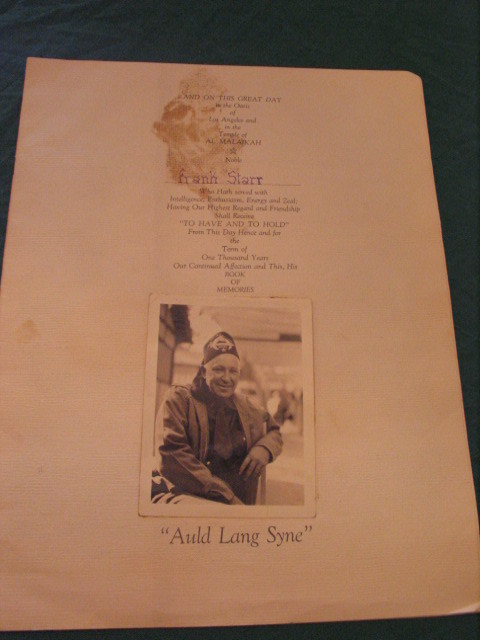 AND ON THIS GREAT DAY
in the Oasis
of
Los Angeles and
in the
Temple of
AL MALAIKAH
Noble
Frank Starr
Who Hath served with
Intelligence, Enthusiasm, Energy and Zeal,
Having Our Highest Regard and Friendship
Shall Receive
"TO HAVE AND TO HOLD"
From This Day Hence and for
the
Term of
One Thousand Years
Our Continued Affection and This, His
BOOK
OF
MEMORIES
"Auld Lang Syne"